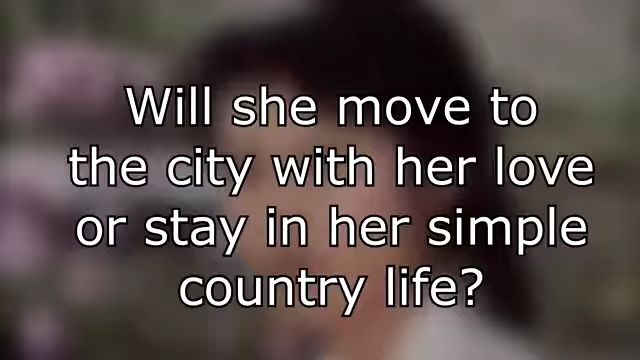 Will she move to
the city with her love
or stay in her simple
country life?